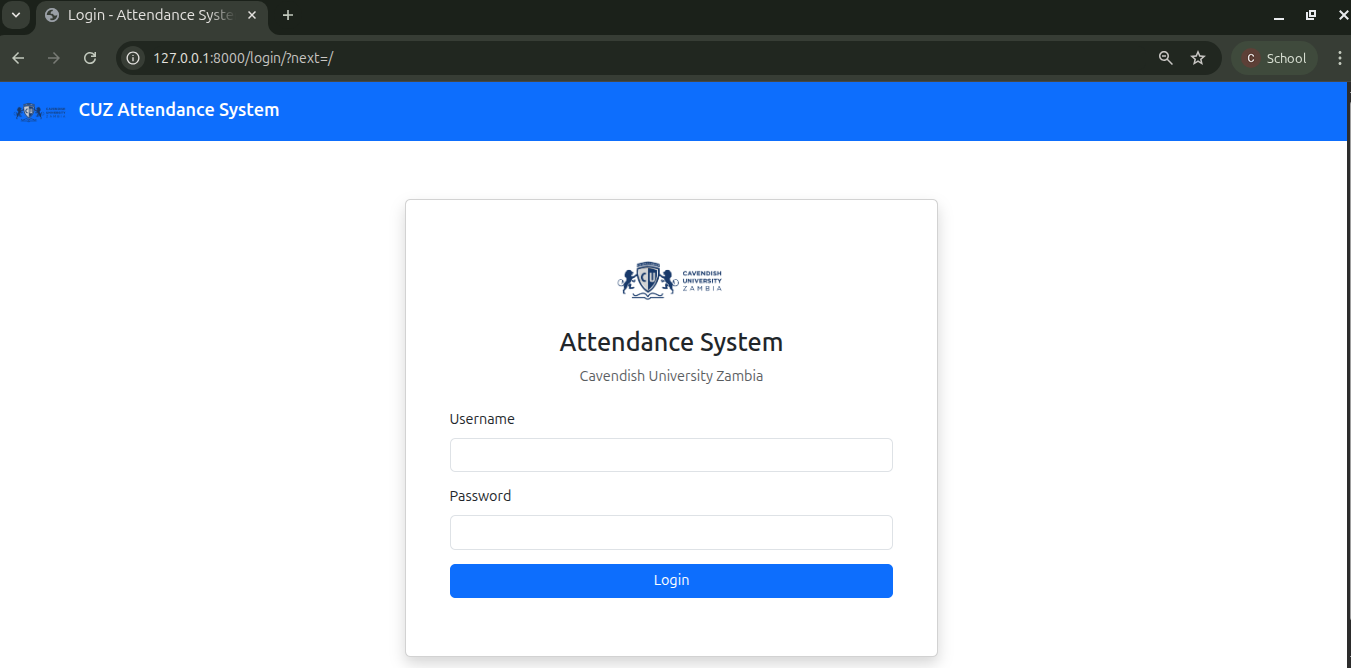 Login - Attendance Syste
127.0.0.1:8000/login/?next=/
C School
CUZ Attendance System
CAVENDISH
UNIVERSITY
ZAMBIA
Attendance System
Cavendish University Zambia
Username
Password
Login